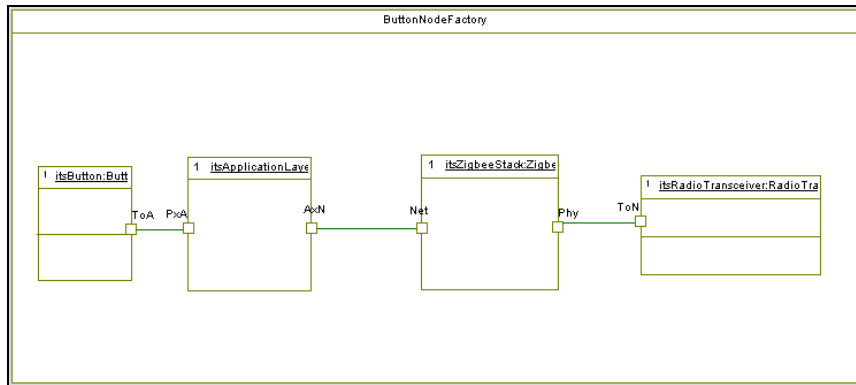 ButtonNodeFactory
1 itsButton:Butt
1 itsApplicationLaye
1 itsZigbeeStack:Zigbe
1 itsRadioTransceiver:RadioTra
ToA
PxA
AxN
Net
Phy
ToN